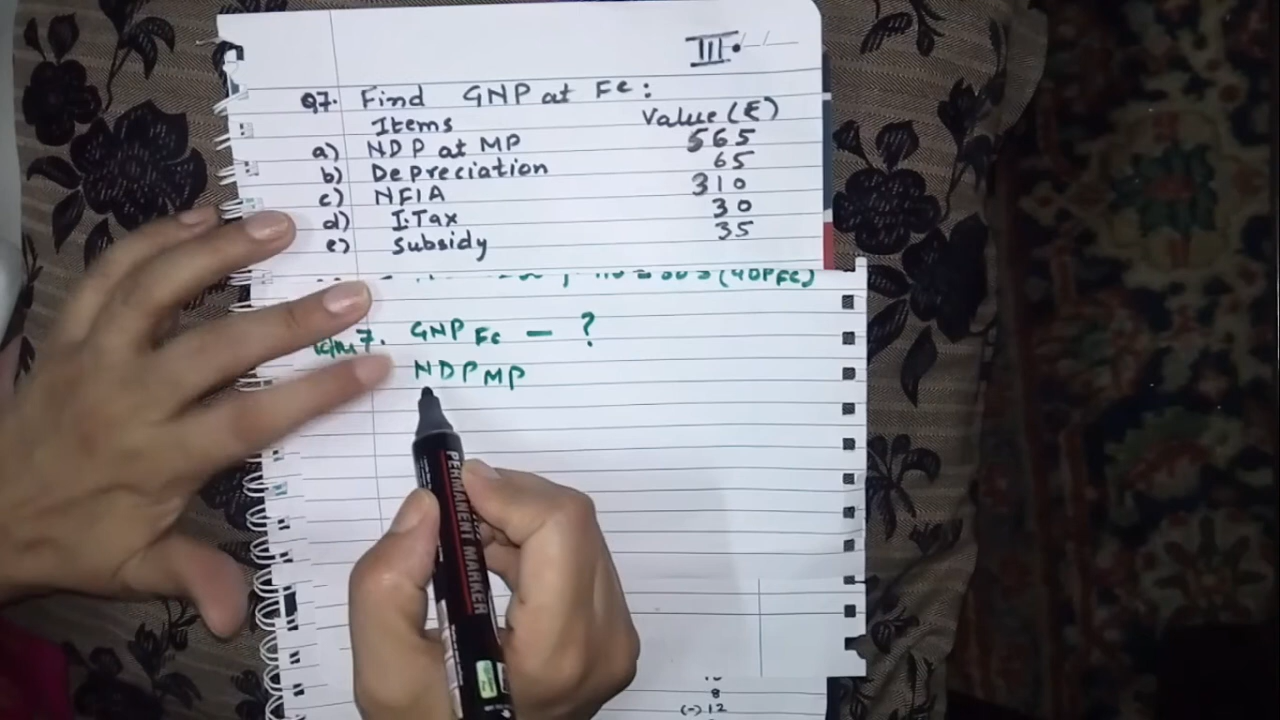 III.
Q7. Find GNP at Fc :
Items Value (₹)
a) NDP at MP 565
b) Depreciation 65
c) NFIA 310
d) I.Tax 30
e) Subsidy 35
(NDPFC)
7. GNP FC — ?
NDP MP
PERMANENT MARKER
8
(-) 12